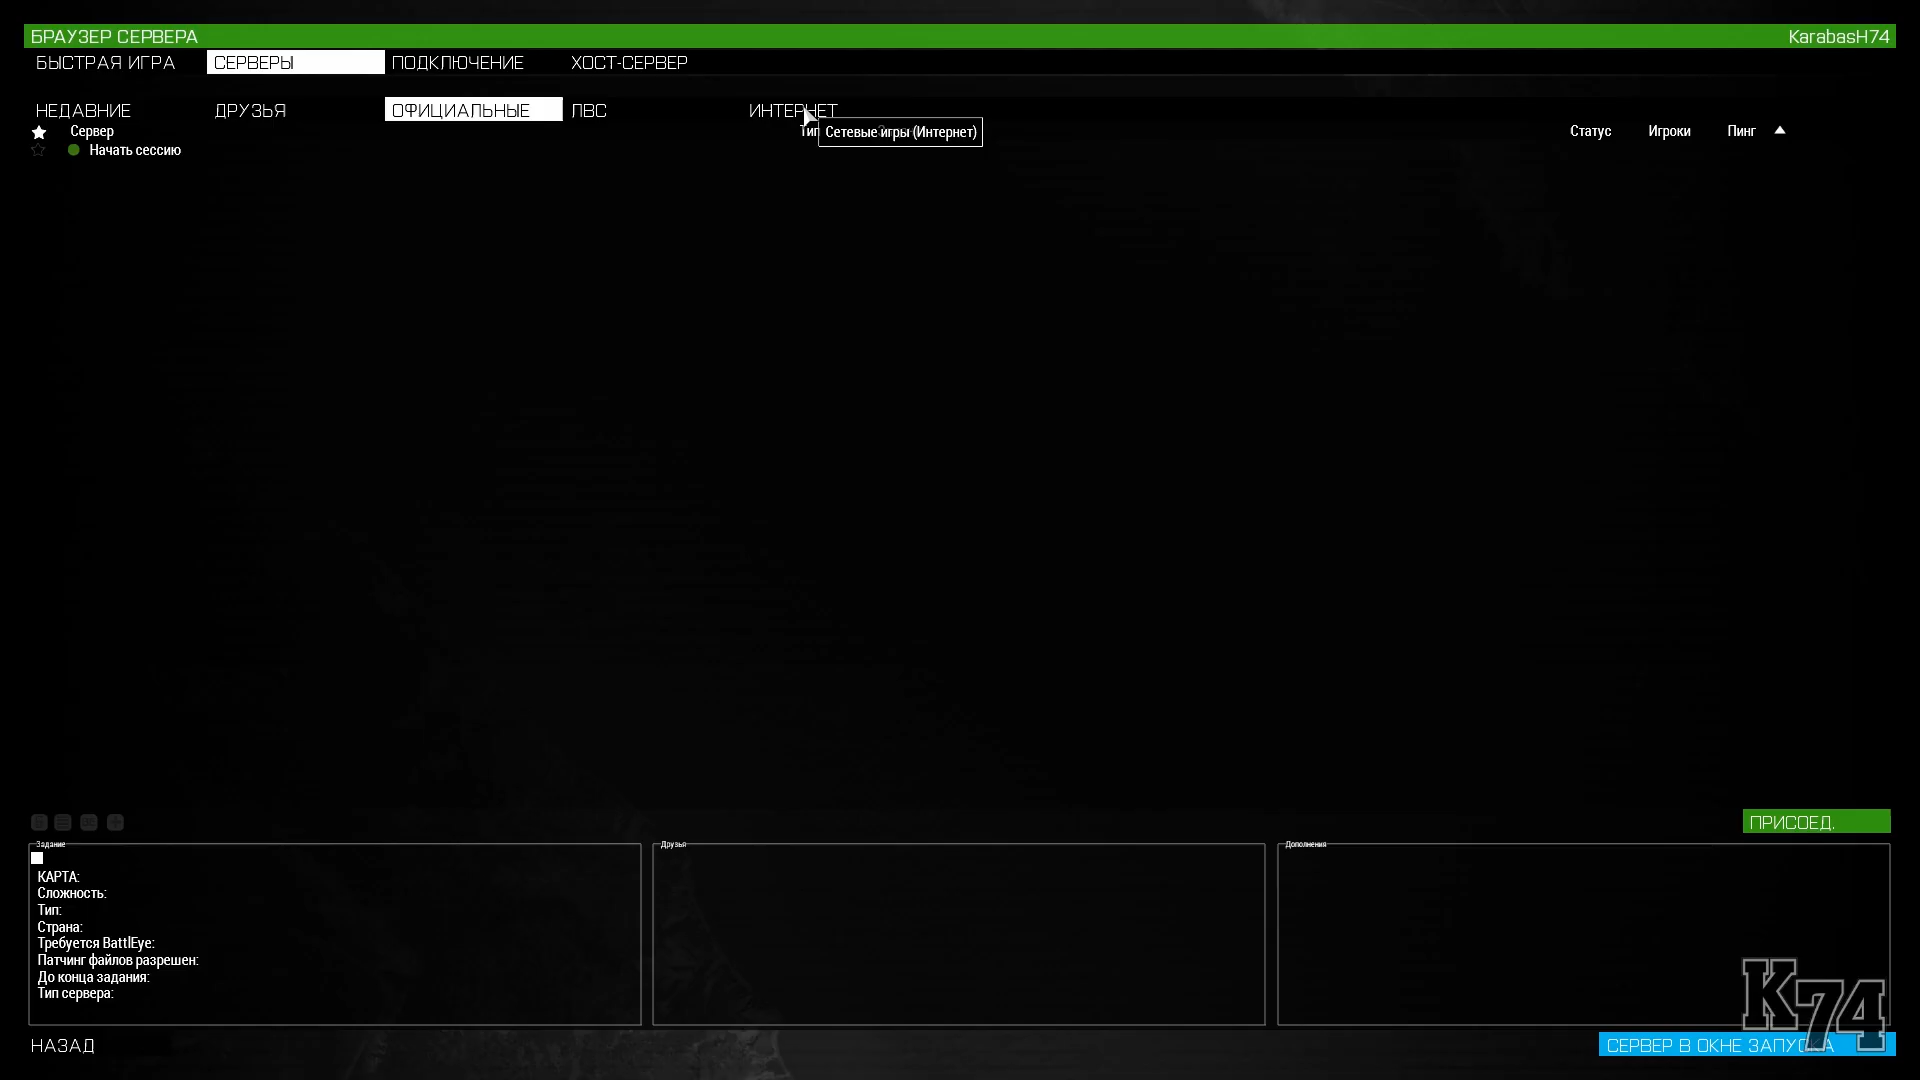 БРАУЗЕР СЕРВЕРА KarabasH74
БЫСТРАЯ ИГРА СЕРВЕРЫ ПОДКЛЮЧЕНИЕ ХОСТ-СЕРВЕР
НЕДАВНИЕ ДРУЗЬЯ ОФИЦИАЛЬНЫЕ ЛВС ИНТЕРНЕТ
Сервер Тип Сетевые игры (Интернет) Статус Игроки Пинг
Начать сессию
ПРИСОЕД.
Задание Друзья Дополнения
КАРТА:
Сложность:
Тип:
Страна:
Требуется BattlEye:
Патчинг файлов разрешен:
До конца задания:
Тип сервера:
K74
НАЗАД СЕРВЕР В ОКНЕ ЗАПУСКА